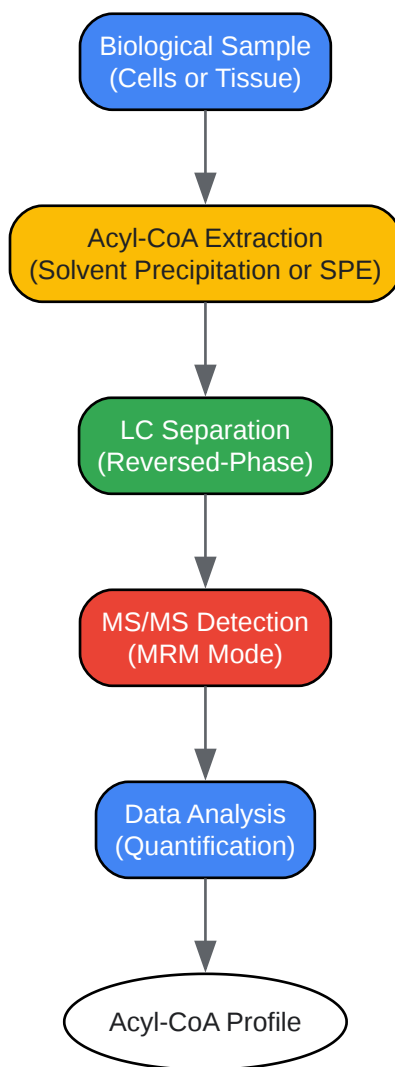 Biological Sample
(Cells or Tissue)
Acyl-CoA Extraction
(Solvent Precipitation or SPE)
LC Separation
(Reversed-Phase)
MS/MS Detection
(MRM Mode)
Data Analysis
(Quantification)
Acyl-CoA Profile